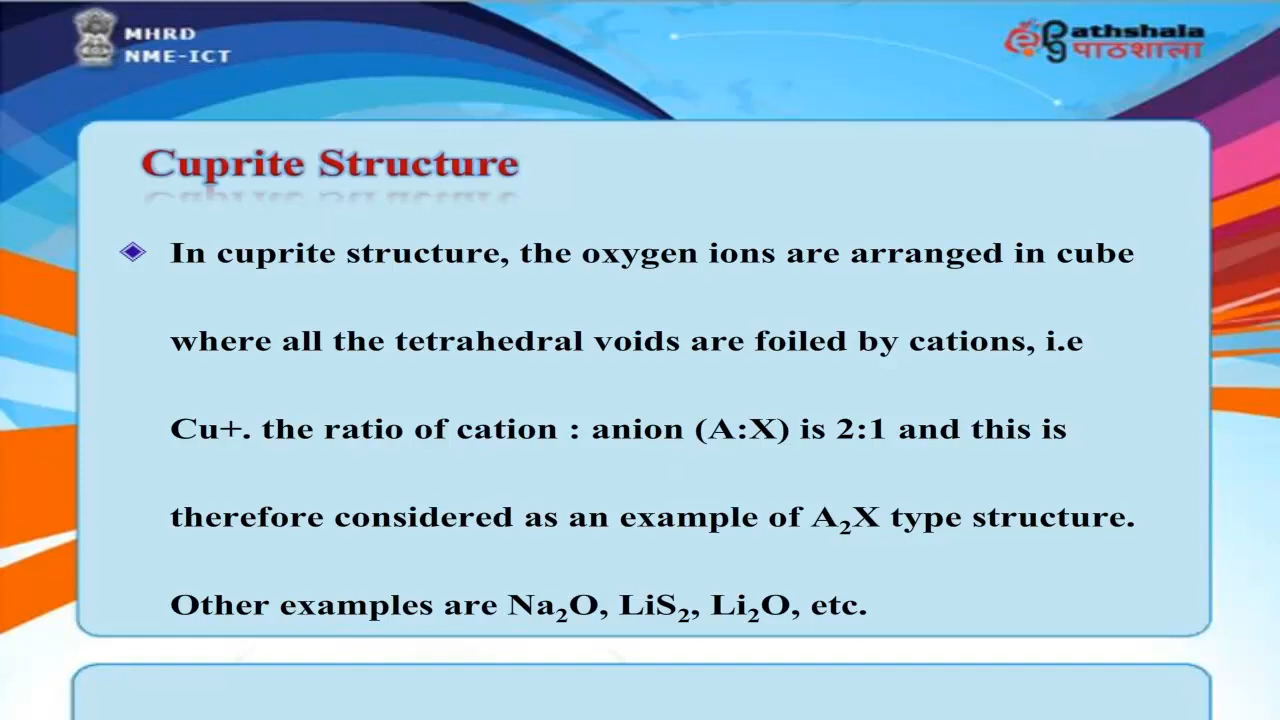 MHRD
NME-ICT
athshala
पाठशाला
Cuprite Structure
In cuprite structure, the oxygen ions are arranged in cube
where all the tetrahedral voids are foiled by cations, i.e
Cu+. the ratio of cation : anion (A:X) is 2:1 and this is
therefore considered as an example of A₂X type structure.
Other examples are Na₂O, LiS₂, Li₂O, etc.